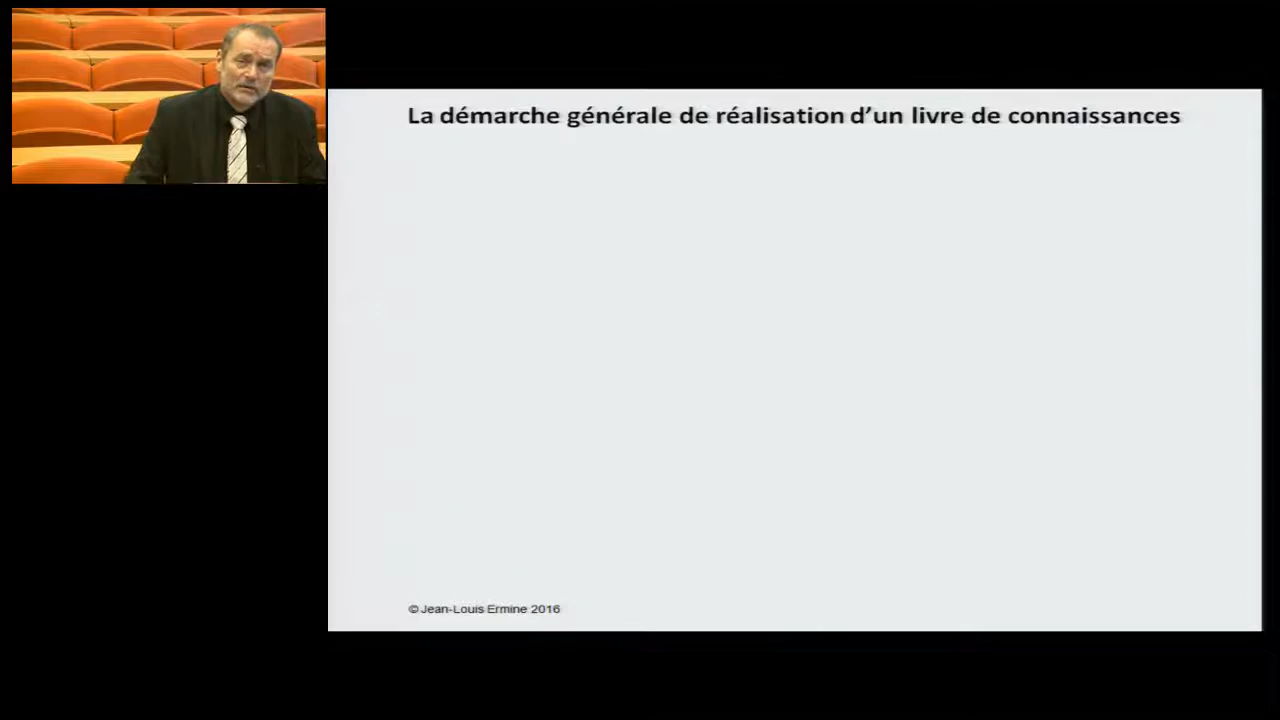 La démarche générale de réalisation d’un livre de connaissances
© Jean-Louis Ermine 2016